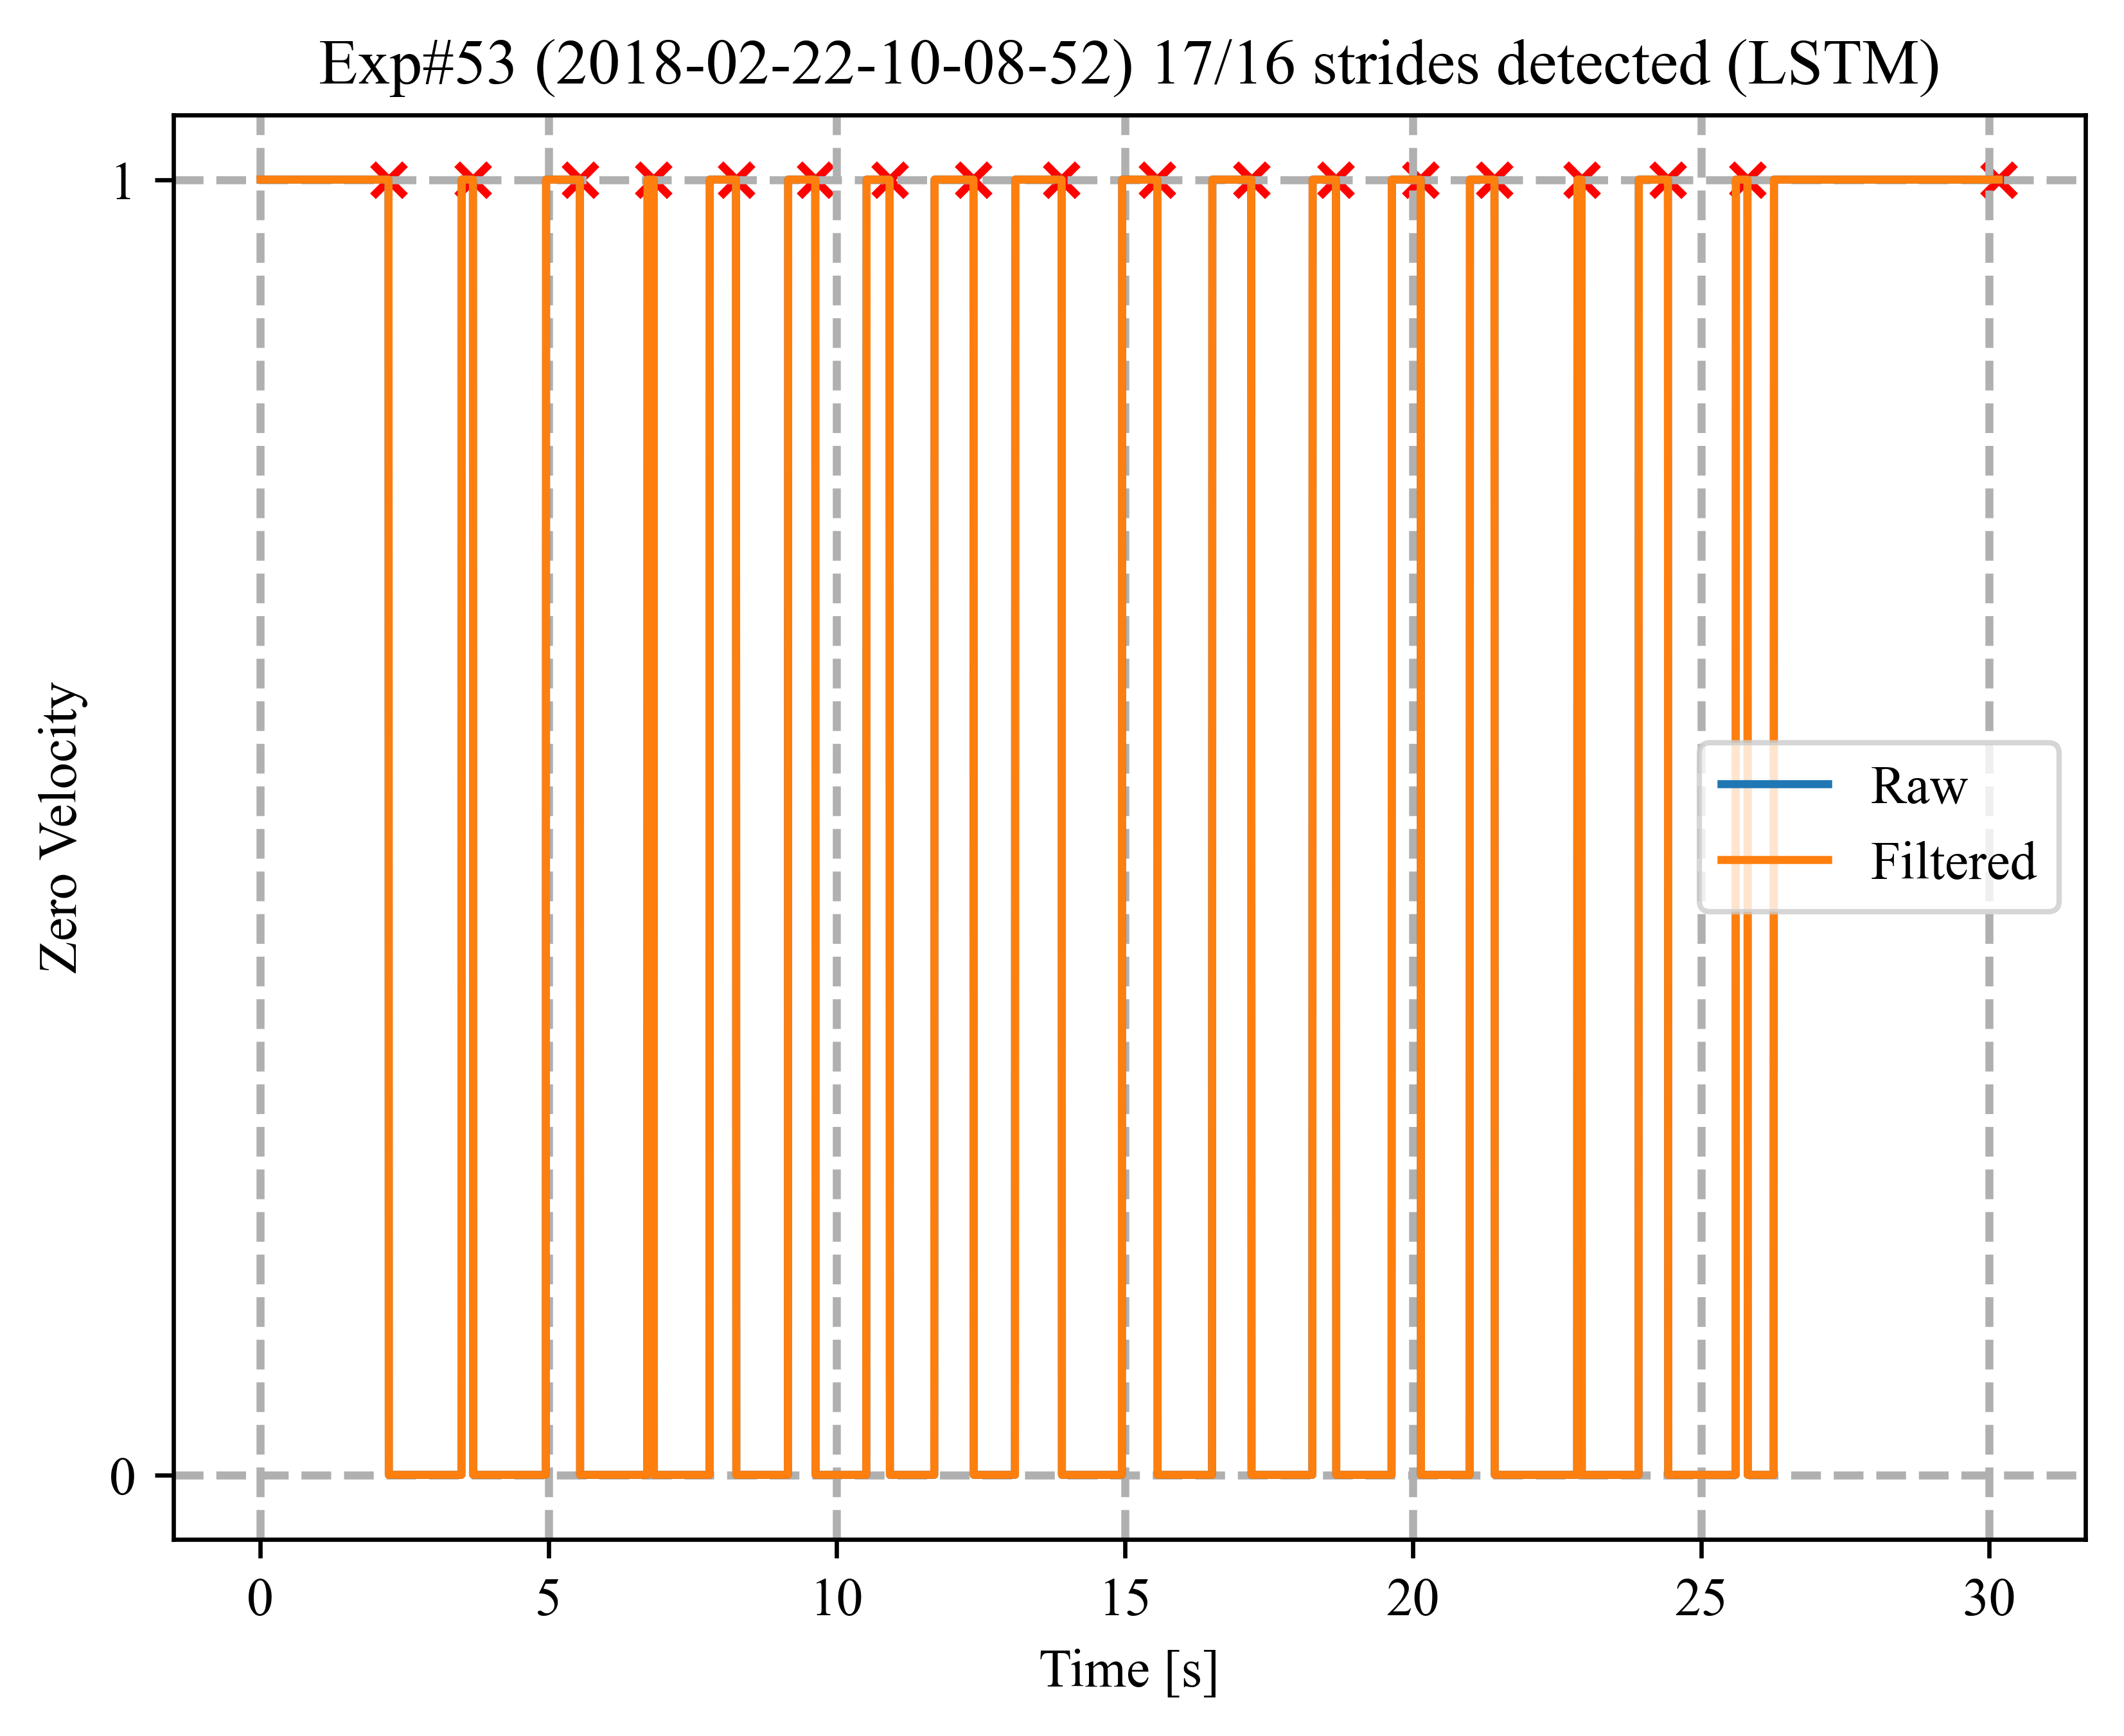 Exp#53 (2018-02-22-10-08-52) 17/16 strides detected (LSTM)
1
Zero Velocity
Raw
Filtered
0
0 5 10 15 20 25 30
Time [s]